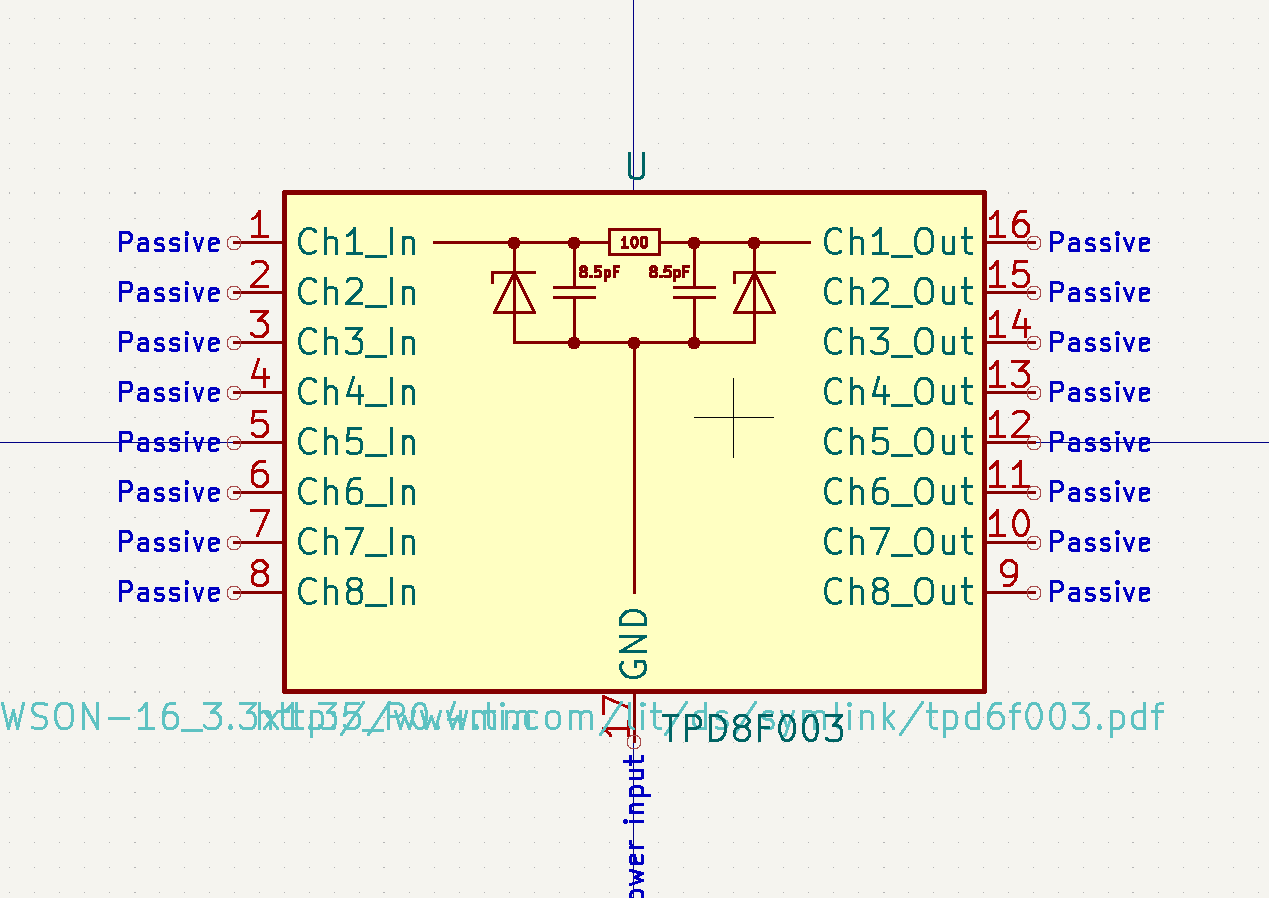 U
1 Passive Ch1_In 100 Ch1_Out 16 Passive
8.5pF 8.5pF
2 Passive Ch2_In Ch2_Out 15 Passive
3 Passive Ch3_In Ch3_Out 14 Passive
4 Passive Ch4_In Ch4_Out 13 Passive
5 Passive Ch5_In Ch5_Out 12 Passive
6 Passive Ch6_In Ch6_Out 11 Passive
7 Passive Ch7_In Ch7_Out 10 Passive
8 Passive Ch8_In Ch8_Out 9 Passive
GND
17
WSON-16_3.3x1.35_P0.4mm
http://www.ti.com/lit/ds/symlink/tpd6f003.pdf
TPD8F003
ower input